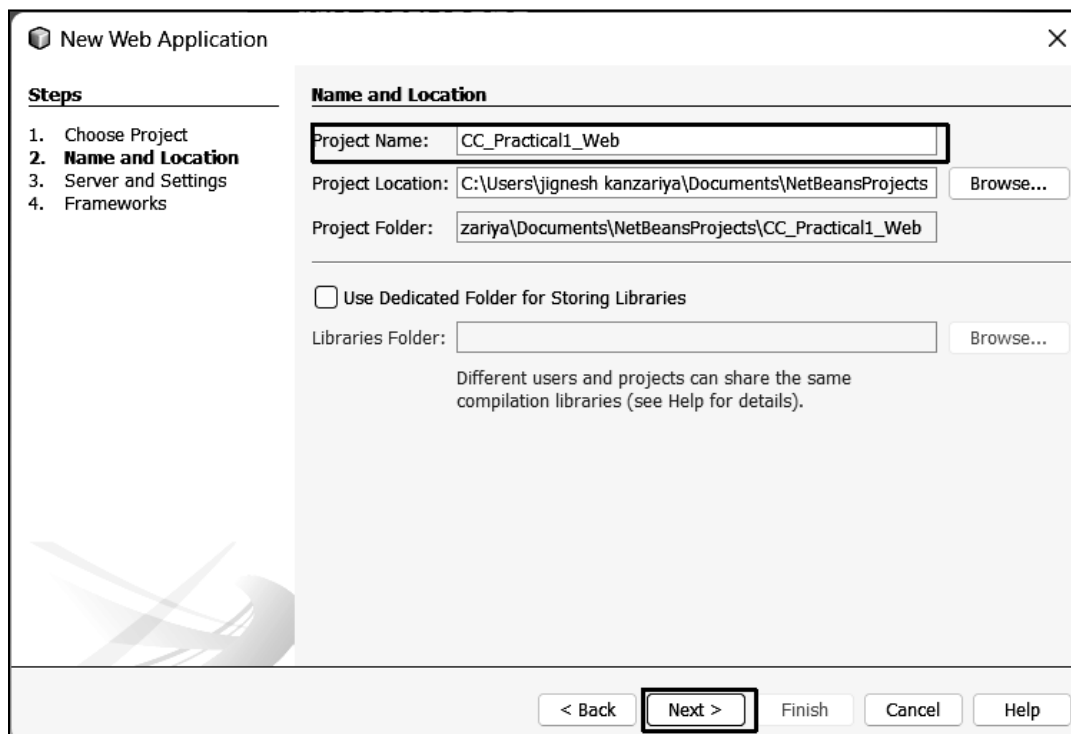 New Web Application
Steps
1. Choose Project
2. Name and Location
3. Server and Settings
4. Frameworks
Name and Location
Project Name: CC_Practical1_Web
Project Location: C:\Users\jignesh kanzariya\Documents\NetBeansProjects Browse...
Project Folder: zariya\Documents\NetBeansProjects\CC_Practical1_Web
Use Dedicated Folder for Storing Libraries
Libraries Folder: Browse...
Different users and projects can share the same
compilation libraries (see Help for details).
< Back Next > Finish Cancel Help